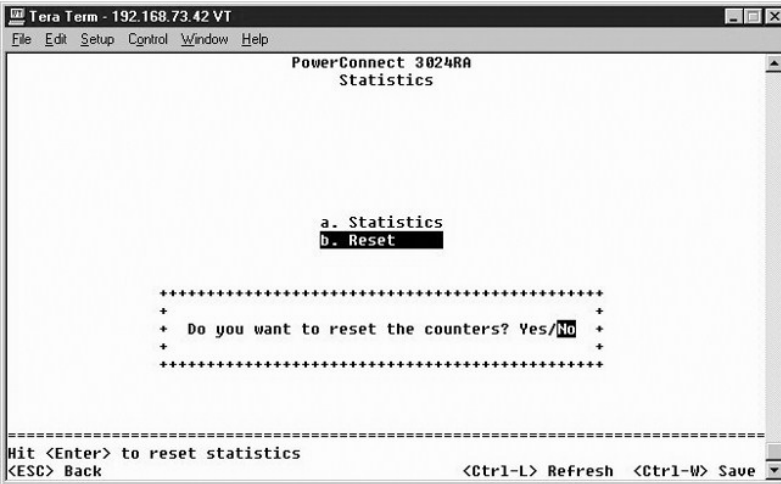 Tera Term - 192.168.73.42 VT
File Edit Setup Control Window Help
PowerConnect 3024RA
Statistics
a. Statistics
b. Reset
++++++++++++++++++++++++++++++++++++++++++++++++
+ +
+ Do you want to reset the counters? Yes/No +
+ +
++++++++++++++++++++++++++++++++++++++++++++++++
================================================================================
Hit <Enter> to reset statistics
<ESC> Back <Ctrl-L> Refresh <Ctrl-W> Save